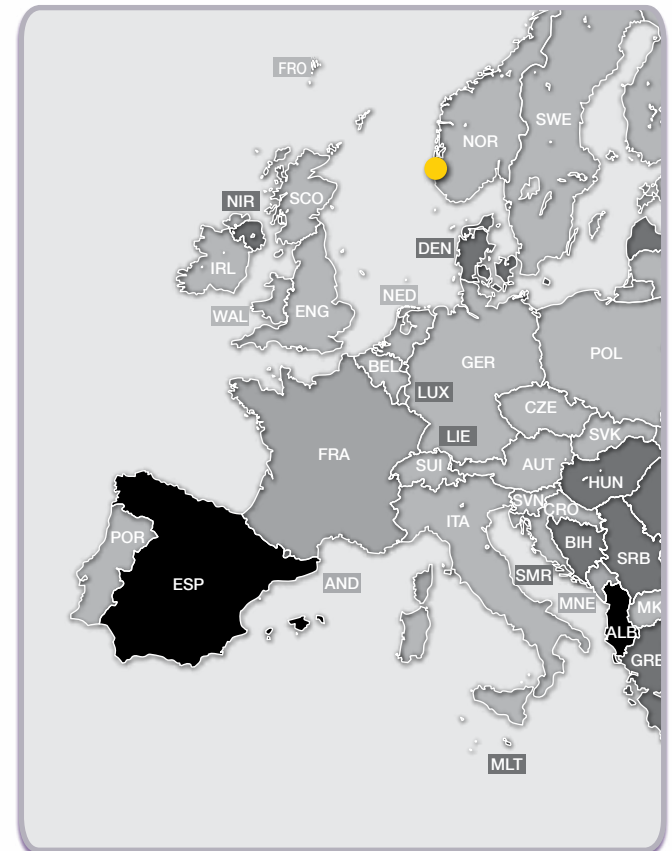 FRO
SWE
NOR
SCO
NIR
DEN
IRL
NED
WAL
ENG
POL
GER
BEL
LUX
CZE
LIE
SVK
FRA
SUI
AUT
HUN
SVN
CRO
ITA
POR
BIH
SRB
SMR
AND
ESP
MNE
MK
ALB
GRE
MLT